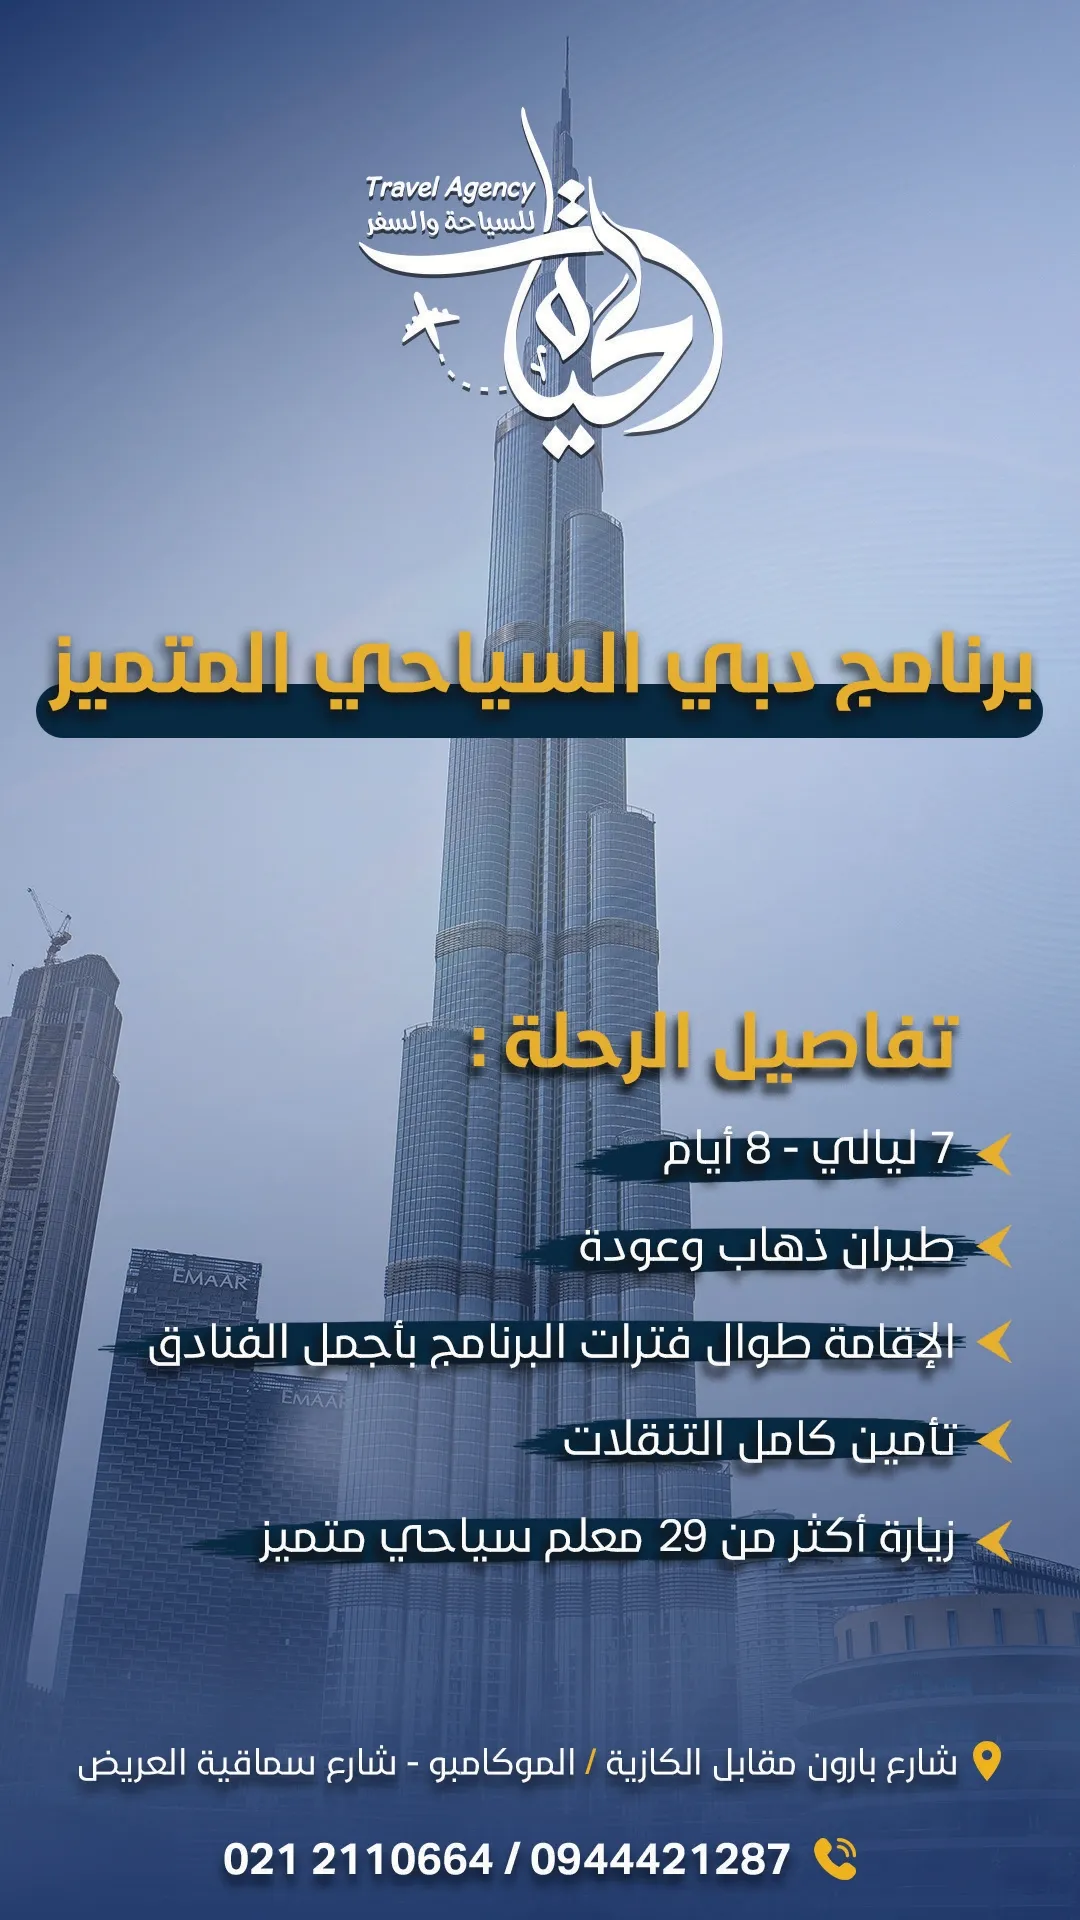 Travel Agency
للسياحة والسفر
الحياة
برنامج دبي السياحي المتميز
تفاصيل الرحلة :
7 ليالي - 8 أيام
طيران ذهاب وعودة
الإقامة طوال فترات البرنامج بأجمل الفنادق
تأمين كامل التنقلات
زيارة أكثر من 29 معلم سياحي متميز
EMAAR
EMAAR
شارع بارون مقابل الكازية / الموكامبو - شارع سماقية العريض
021 2110664 / 0944421287